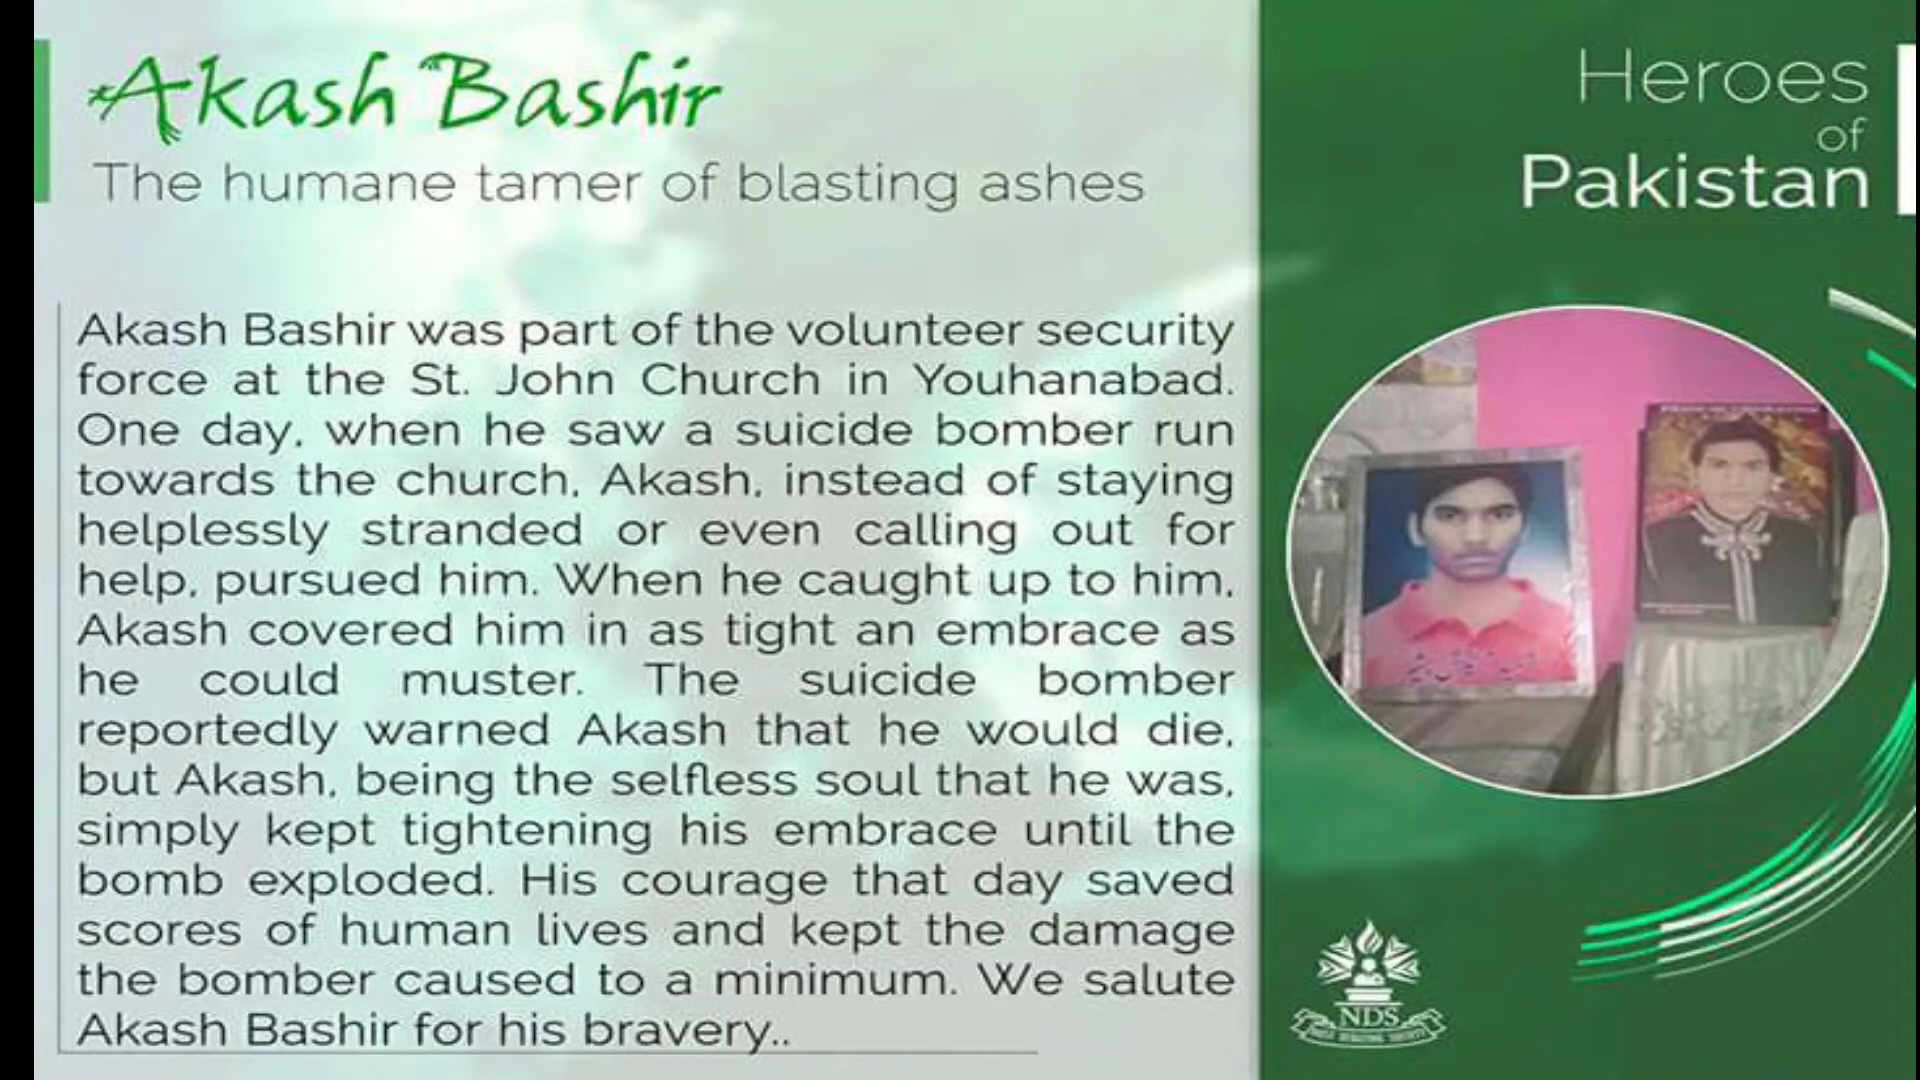 Akash Bashir
The humane tamer of blasting ashes
Akash Bashir was part of the volunteer security
force at the St. John Church in Youhanabad.
One day, when he saw a suicide bomber run
towards the church, Akash, instead of staying
helplessly stranded or even calling out for
help, pursued him. When he caught up to him,
Akash covered him in as tight an embrace as
he could muster. The suicide bomber
reportedly warned Akash that he would die,
but Akash, being the selfless soul that he was,
simply kept tightening his embrace until the
bomb exploded. His courage that day saved
scores of human lives and kept the damage
the bomber caused to a minimum. We salute
Akash Bashir for his bravery..
Heroes
of
Pakistan
NDS